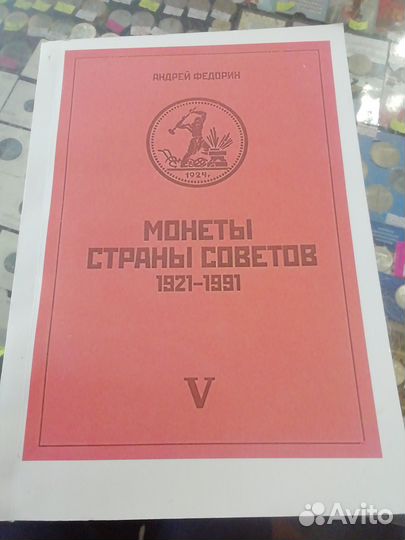 АНДРЕЙ ФЕДОРИН
1924 г.
МОНЕТЫ
СТРАНЫ СОВЕТОВ
1921-1991
V
Avito